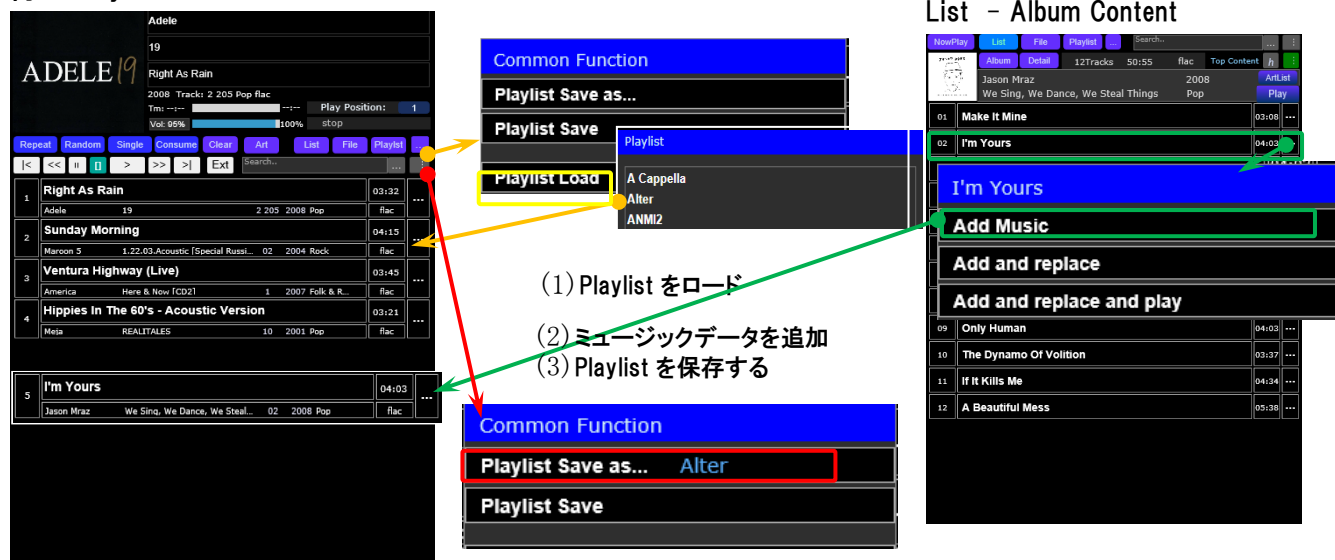 List - Album Content
Adele
19
Right As Rain
2008 Track: 2 205 Pop flac
Tm: --:-- --:-- Play Position: 1
Vol: 95% 100% stop
ADELE 19
Repeat Random Single Consume Clear Art List File Playlst ...
|< << II [] > >> >| Ext Search.. ... ⋮
1 Right As Rain 03:32 ...
Adele 19 2 205 2008 Pop flac
2 Sunday Morning 04:15 ...
Maroon 5 1.22.03.Acoustic [Special Russi... 02 2004 Rock flac
3 Ventura Highway (Live) 03:45 ...
America Here & Now [CD2] 1 2007 Folk & R... flac
4 Hippies In The 60's - Acoustic Version 03:21 ...
Meja REALITALES 10 2001 Pop flac
5 I'm Yours 04:03 ...
Jason Mraz We Sing, We Dance, We Steal... 02 2008 Pop flac
Common Function
Playlist Save as...
Playlist Save
Playlist Load
Playlist
A Cappella
Alter
ANMI2
(1) Playlist をロード
(2) ミュージックデータを追加
(3) Playlist を保存する
Common Function
Playlist Save as... Alter
Playlist Save
NowPlay List File Playlist ... Search.. ... ⋮
Album Detail 12Tracks 50:55 flac Top Content h ⋮
Jason Mraz 2008 ArtList
We Sing, We Dance, We Steal Things Pop Play
01 Make It Mine 03:08 ...
02 I'm Yours 04:03 ...
I'm Yours
Add Music
Add and replace
Add and replace and play
09 Only Human 04:03 ...
10 The Dynamo Of Volition 03:37 ...
11 If It Kills Me 04:34 ...
12 A Beautiful Mess 05:38 ...